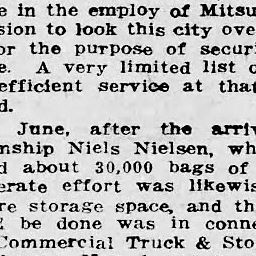 e in the employ of Mitsu
sion to look this city ove
or the purpose of securi
e. A very limited list o
efficient service at that
d.
June, after the arriv
nship Niels Nielsen, wh
d about 30,000 bags of
erate effort was likewis
re storage space, and th
be done was in conne
Commercial Truck & Sto